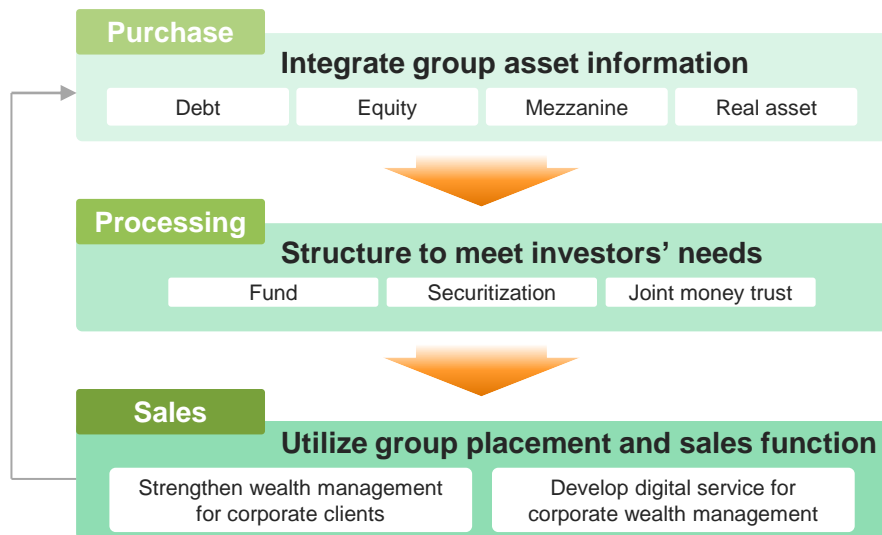 Purchase
Integrate group asset information
Debt
Equity
Mezzanine
Real asset
Processing
Structure to meet investors’ needs
Fund
Securitization
Joint money trust
Sales
Utilize group placement and sales function
Strengthen wealth management
for corporate clients
Develop digital service for
corporate wealth management